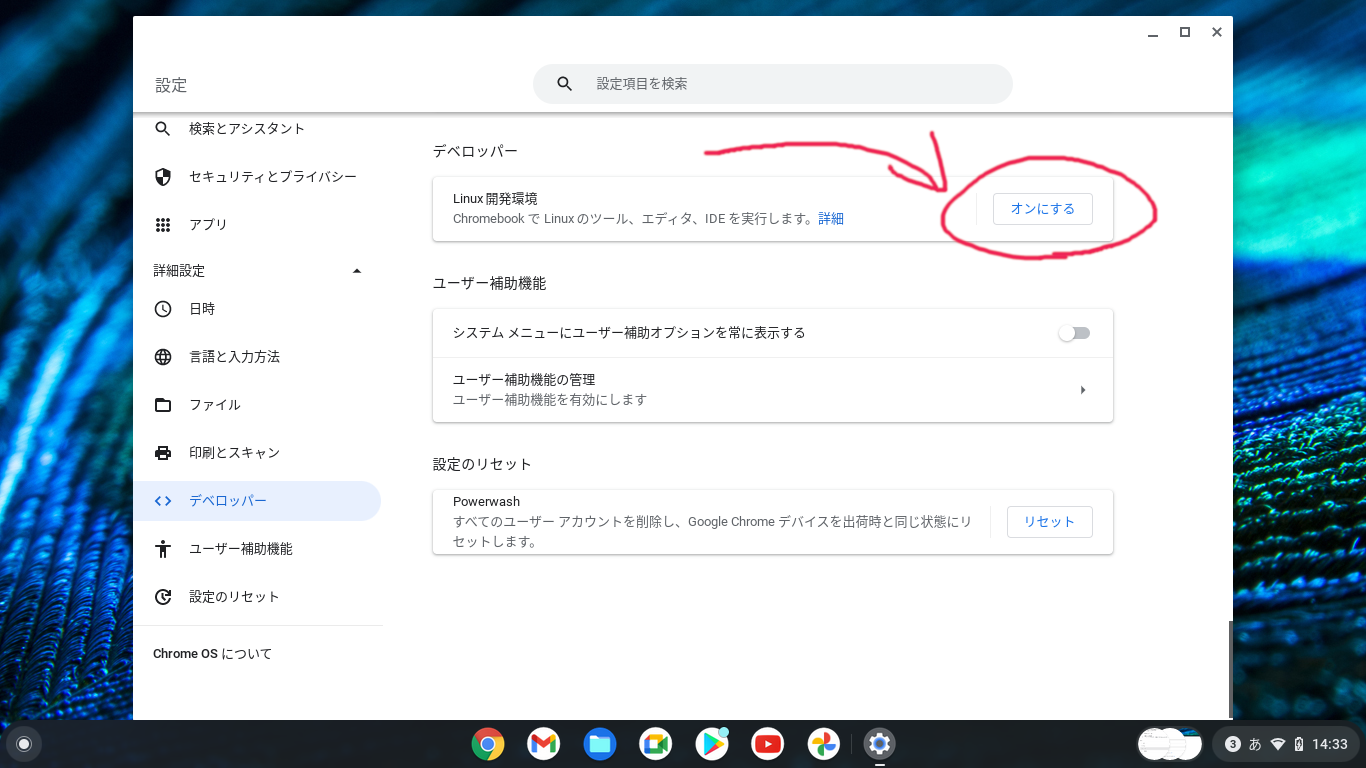 設定
設定項目を検索
検索とアシスタント
セキュリティとプライバシー
アプリ
詳細設定
日時
言語と入力方法
ファイル
印刷とスキャン
デベロッパー
ユーザー補助機能
設定のリセット
Chrome OS について
デベロッパー
Linux 開発環境
Chromebook で Linux のツール、エディタ、IDE を実行します。詳細
オンにする
ユーザー補助機能
システム メニューにユーザー補助オプションを常に表示する
ユーザー補助機能の管理
ユーザー補助機能を有効にします
設定のリセット
Powerwash
すべてのユーザー アカウントを削除し、Google Chrome デバイスを出荷時と同じ状態にリ
セットします。
リセット
3 あ 14:33